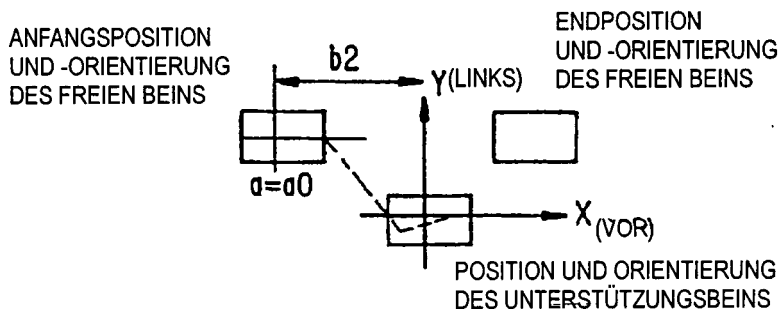 ANFANGSPOSITION
UND -ORIENTIERUNG
DES FREIEN BEINS
b2
Y(LINKS)
ENDPOSITION
UND -ORIENTIERUNG
DES FREIEN BEINS
a=a0
X(VOR)
POSITION UND ORIENTIERUNG
DES UNTERSTÜTZUNGSBEINS